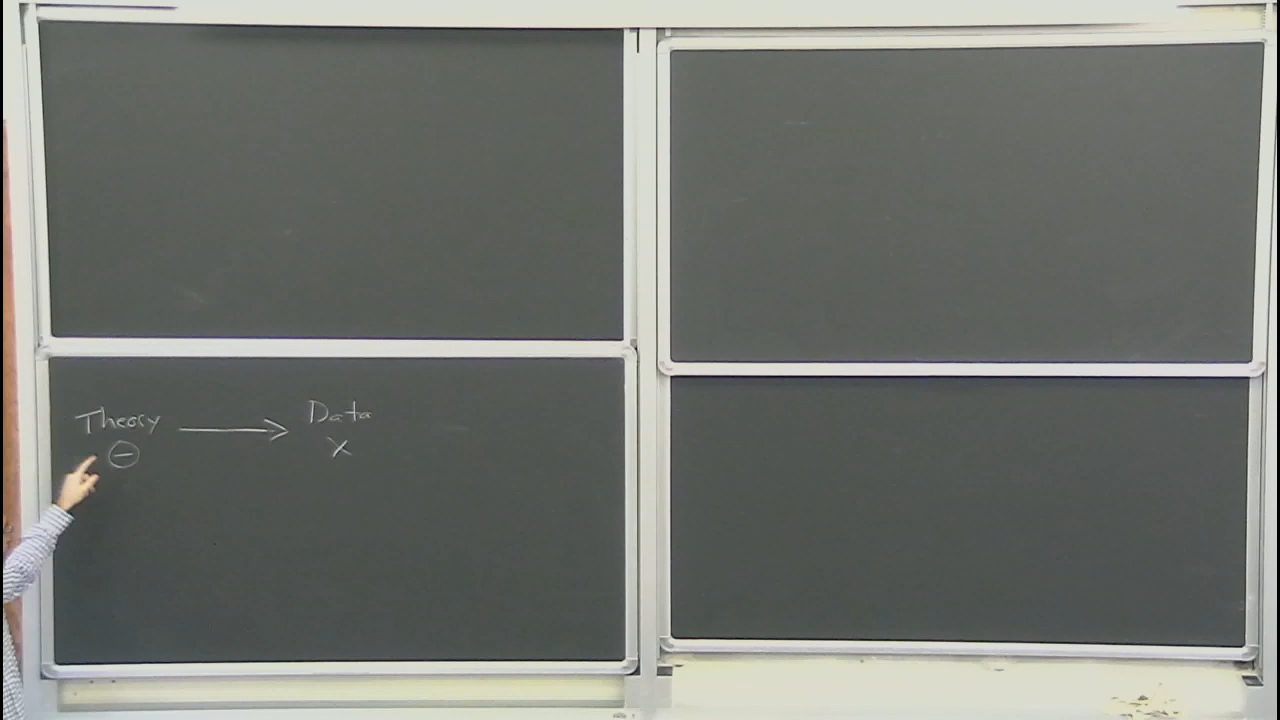 Theory → Data
Θ X